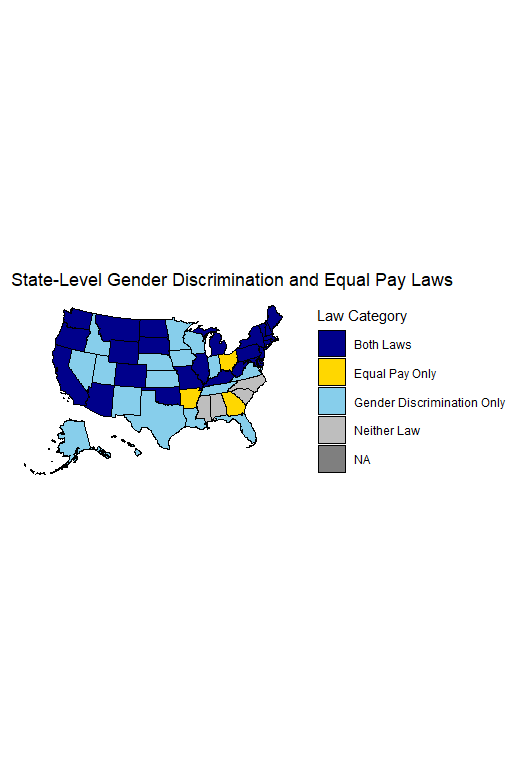 State-Level Gender Discrimination and Equal Pay Laws
Law Category
Both Laws
Equal Pay Only
Gender Discrimination Only
Neither Law
NA